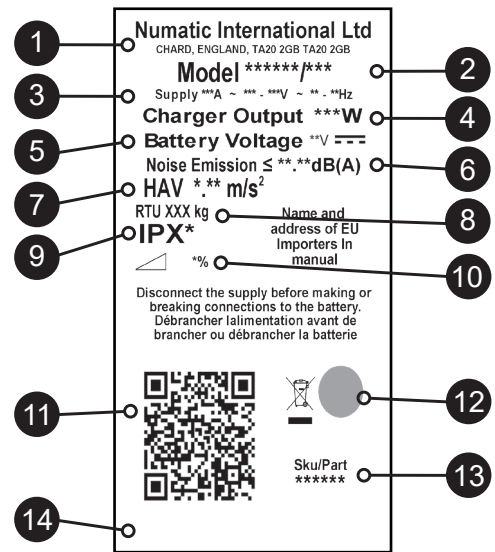 1
Numatic International Ltd
CHARD, ENGLAND, TA20 2GB TA20 2GB
Model ******/***
2
3
Supply ***A ~ *** - ***V ~ ** - **Hz
Charger Output ***W
4
5
Battery Voltage **V
Noise Emission ≤ **.**dB(A)
6
7
HAV *.** m/s²
RTU XXX kg
8
9
IPX*
Name and
address of EU
Importers In
manual
*%
10
Disconnect the supply before making or
breaking connections to the battery.
Débrancher lalimentation avant de
brancher ou débrancher la batterie
11
12
Sku/Part
******
13
14